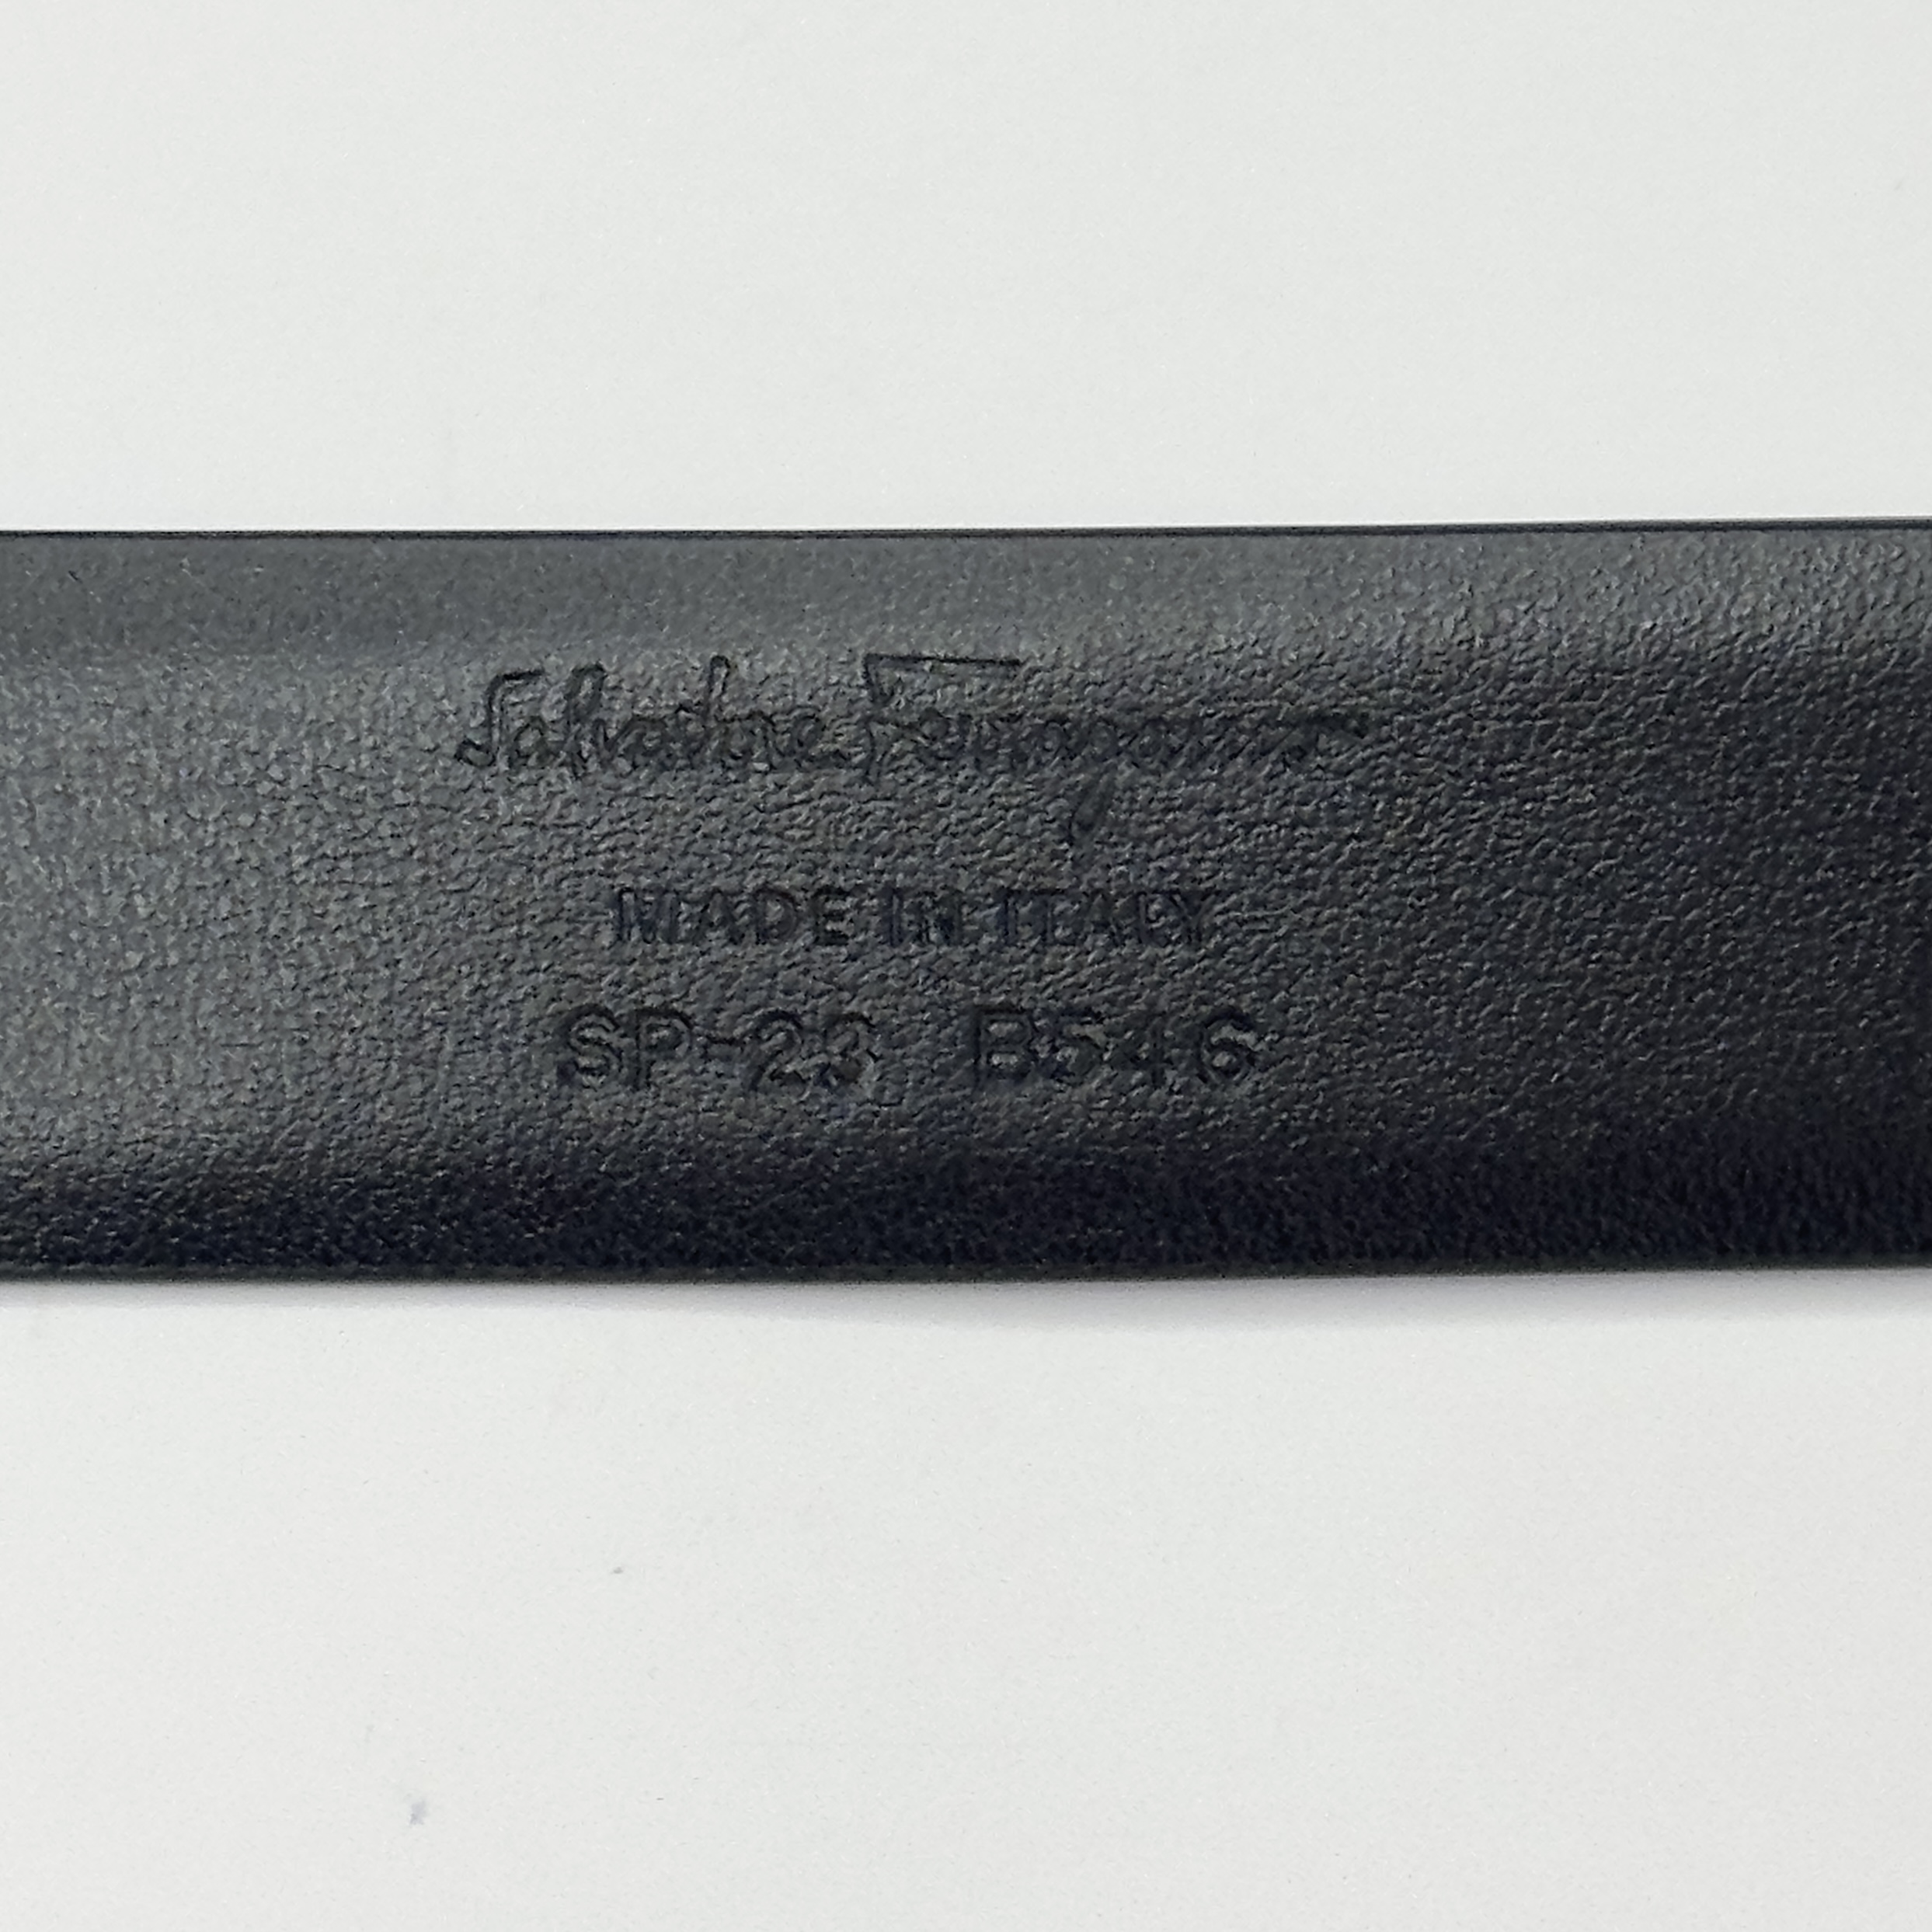 Salvatore Ferragamo
MADE IN ITALY
SP-23 B546